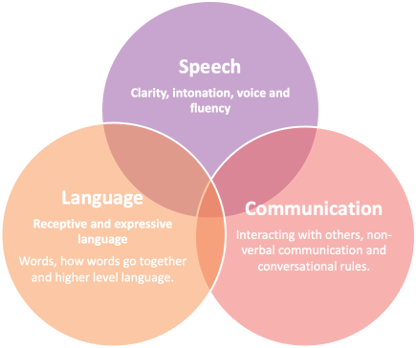 Speech
Clarity, intonation, voice and
fluency
Language
Receptive and expressive
language
Words, how words go together
and higher level language.
Communication
Interacting with others, non-
verbal communication and
conversational rules.